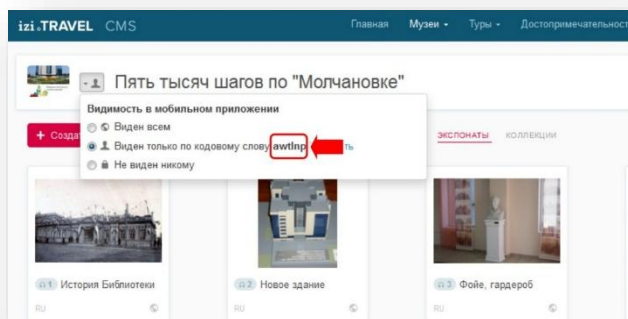 izi.TRAVEL CMS Главная Музеи Туры Достопримечательност
Пять тысяч шагов по "Молчановке"
Видимость в мобильном приложении
Виден всем
Виден только по кодовому слову awtlnp ть
Не виден никому
+ Созда
ЭКСПОНАТЫ КОЛЛЕКЦИИ
1 История Библиотеки
2 Новое здание
3 Фойе, гардероб
RU RU RU